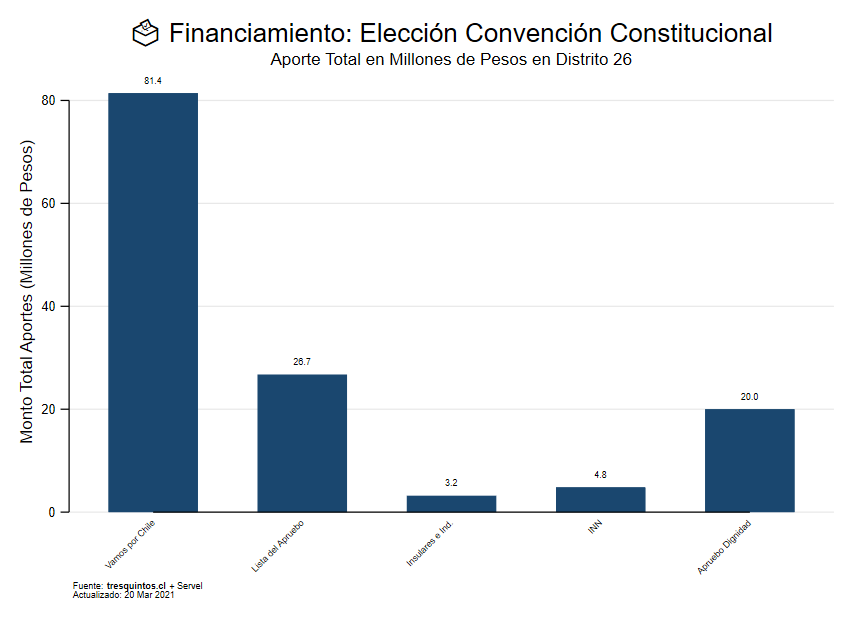 Financiamiento: Elección Convención Constitucional
Aporte Total en Millones de Pesos en Distrito 26
Monto Total Aportes (Millones de Pesos)
80
60
40
20
0
81.4
26.7
3.2
4.8
20.0
Vamos por Chile
Lista del Apruebo
Insulares e Ind.
INN
Apruebo Dignidad
Fuente: tresquintos.cl + Servel
Actualizado: 20 Mar 2021